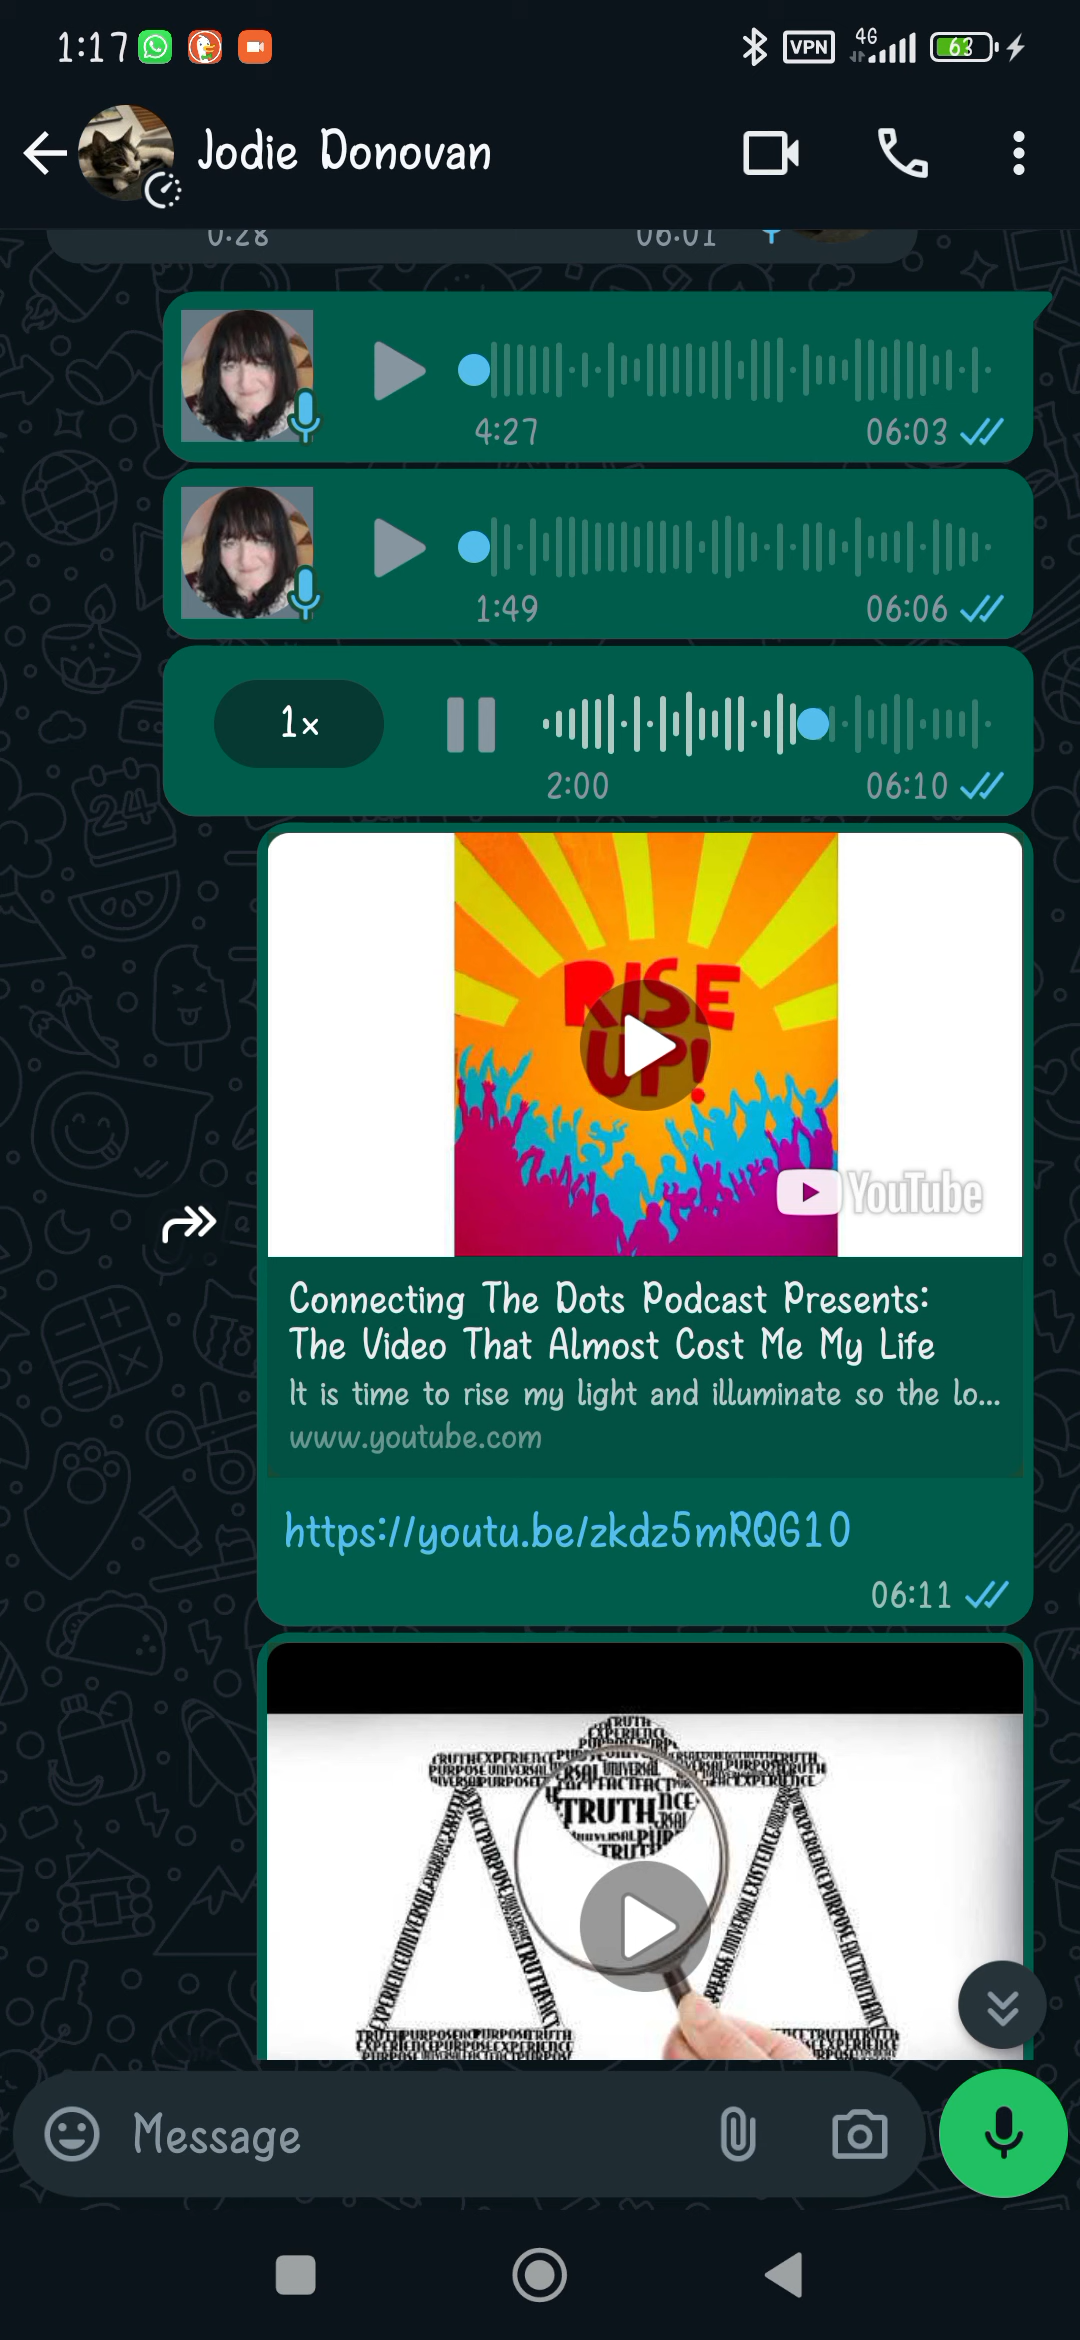 1:17
VPN
4G
63
Jodie Donovan
0:28 06:01
4:27 06:03
1:49 06:06
1x
2:00 06:10
RISE
UP!
YouTube
Connecting The Dots Podcast Presents:
The Video That Almost Cost Me My Life
It is time to rise my light and illuminate so the lo...
www.youtube.com
https://youtu.be/zkdz5mRQG10
06:11
TRUTH
EXPERIENCE
TRUTH
Message